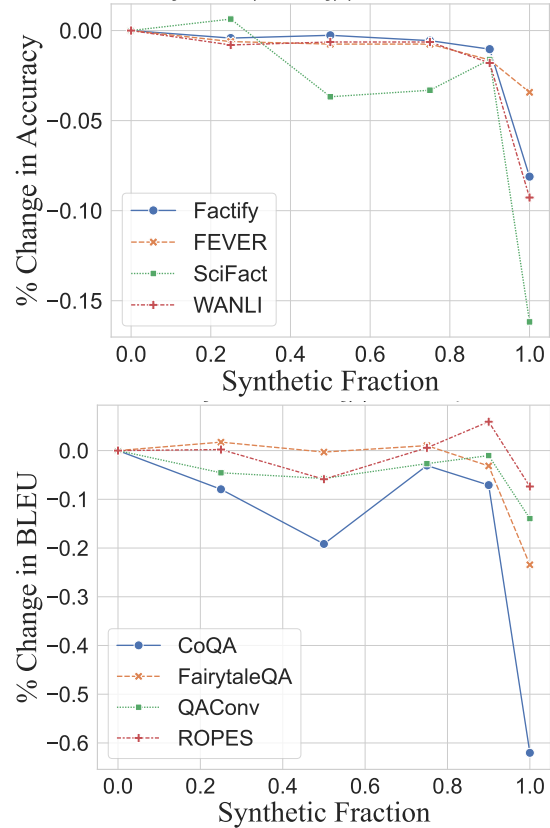 0.00
−0.05
−0.10
−0.15
% Change in Accuracy
Factify
FEVER
SciFact
WANLI
0.0 0.2 0.4 0.6 0.8 1.0
Synthetic Fraction
0.0
−0.1
−0.2
−0.3
−0.4
−0.5
−0.6
% Change in BLEU
CoQA
FairytaleQA
QAConv
ROPES
0.0 0.2 0.4 0.6 0.8 1.0
Synthetic Fraction